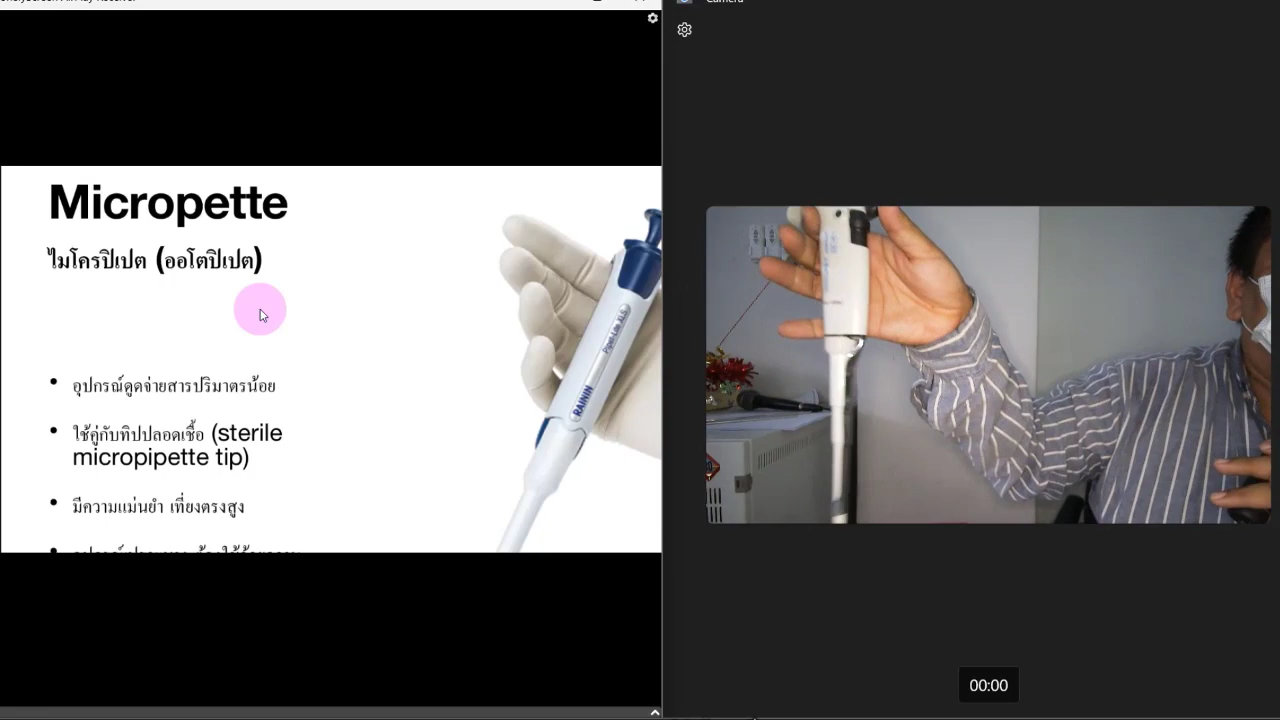 Camera
Micropette
ไมโครปิเปต (ออโตปิเปต)
อุปกรณ์ดูดจ่ายสารปริมาตรน้อย
ใช้คู่กับทิปปลอดเชื้อ (sterile
micropipette tip)
มีความแม่นยำ เที่ยงตรงสูง
Pipet-Lite XLS
RAININ
00:00